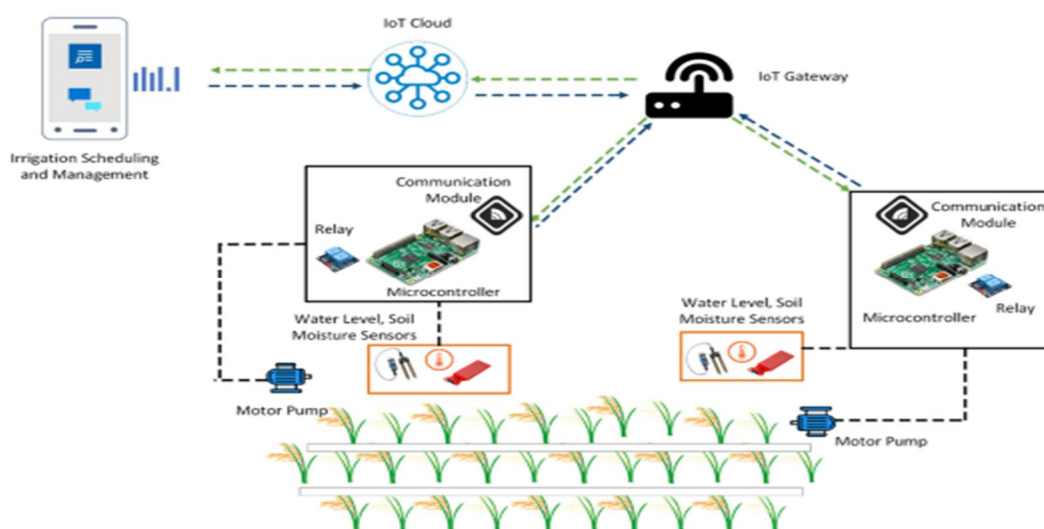 IoT Cloud
IoT Gateway
Irrigation Scheduling
and Management
Communication
Module
Relay
Microcontroller
Communication
Module
Microcontroller
Relay
Water Level, Soil
Moisture Sensors
Water Level, Soil
Moisture Sensors
Motor Pump
Motor Pump